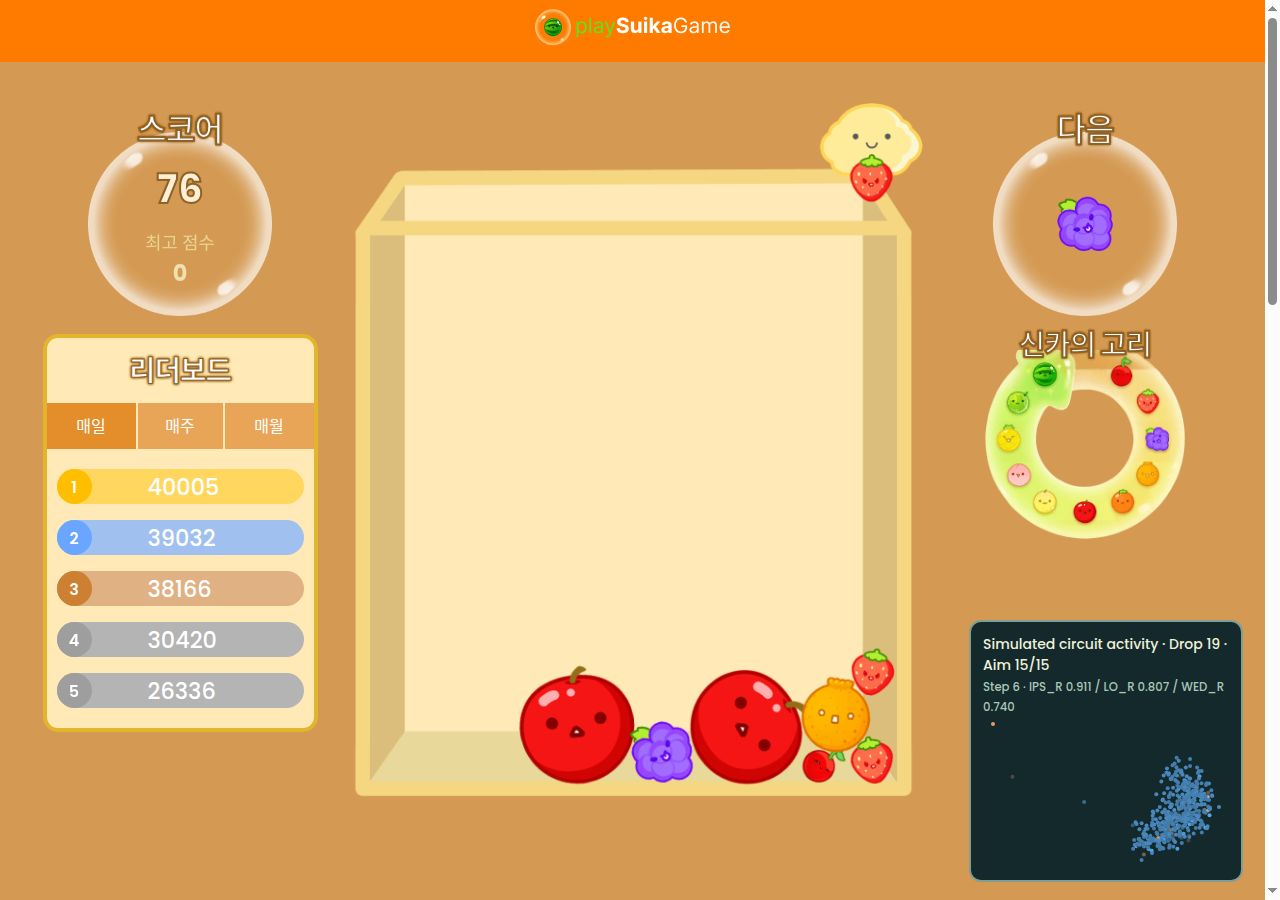 playSuikaGame
스코어
76
최고 점수
0
다음
리더보드
매일 매주 매월
1 40005
2 39032
3 38166
4 30420
5 26336
신카의 고리
Simulated circuit activity · Drop 19 ·
Aim 15/15
Step 6 · IPS_R 0.911 / LO_R 0.807 / WED_R
0.740